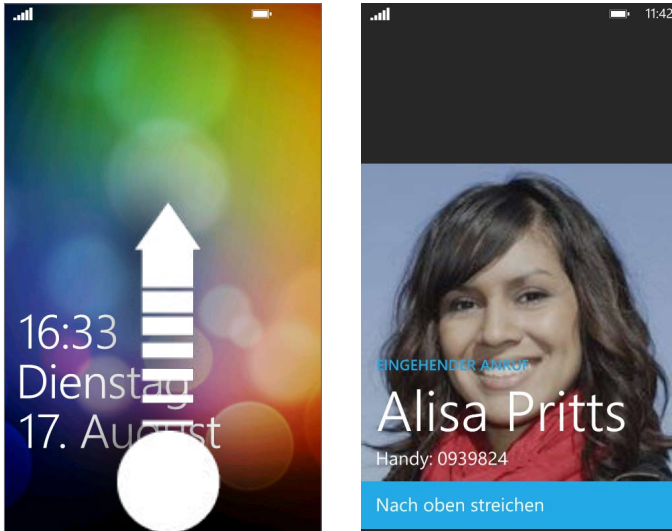 16:33
Dienstag
17. August
11:42
EINGEHENDER ANRUF
Alisa Pritts
Handy: 0939824
Nach oben streichen